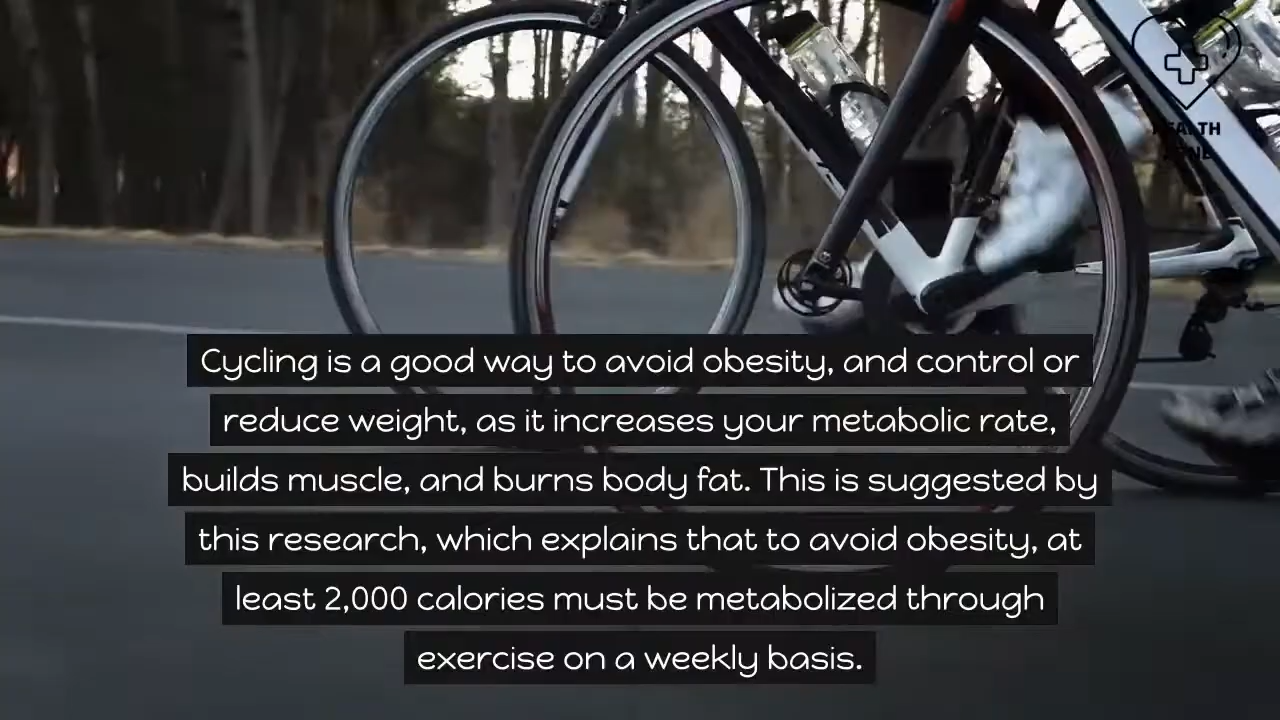 HEALTH
ZONE
Cycling is a good way to avoid obesity, and control or
reduce weight, as it increases your metabolic rate,
builds muscle, and burns body fat. This is suggested by
this research, which explains that to avoid obesity, at
least 2,000 calories must be metabolized through
exercise on a weekly basis.